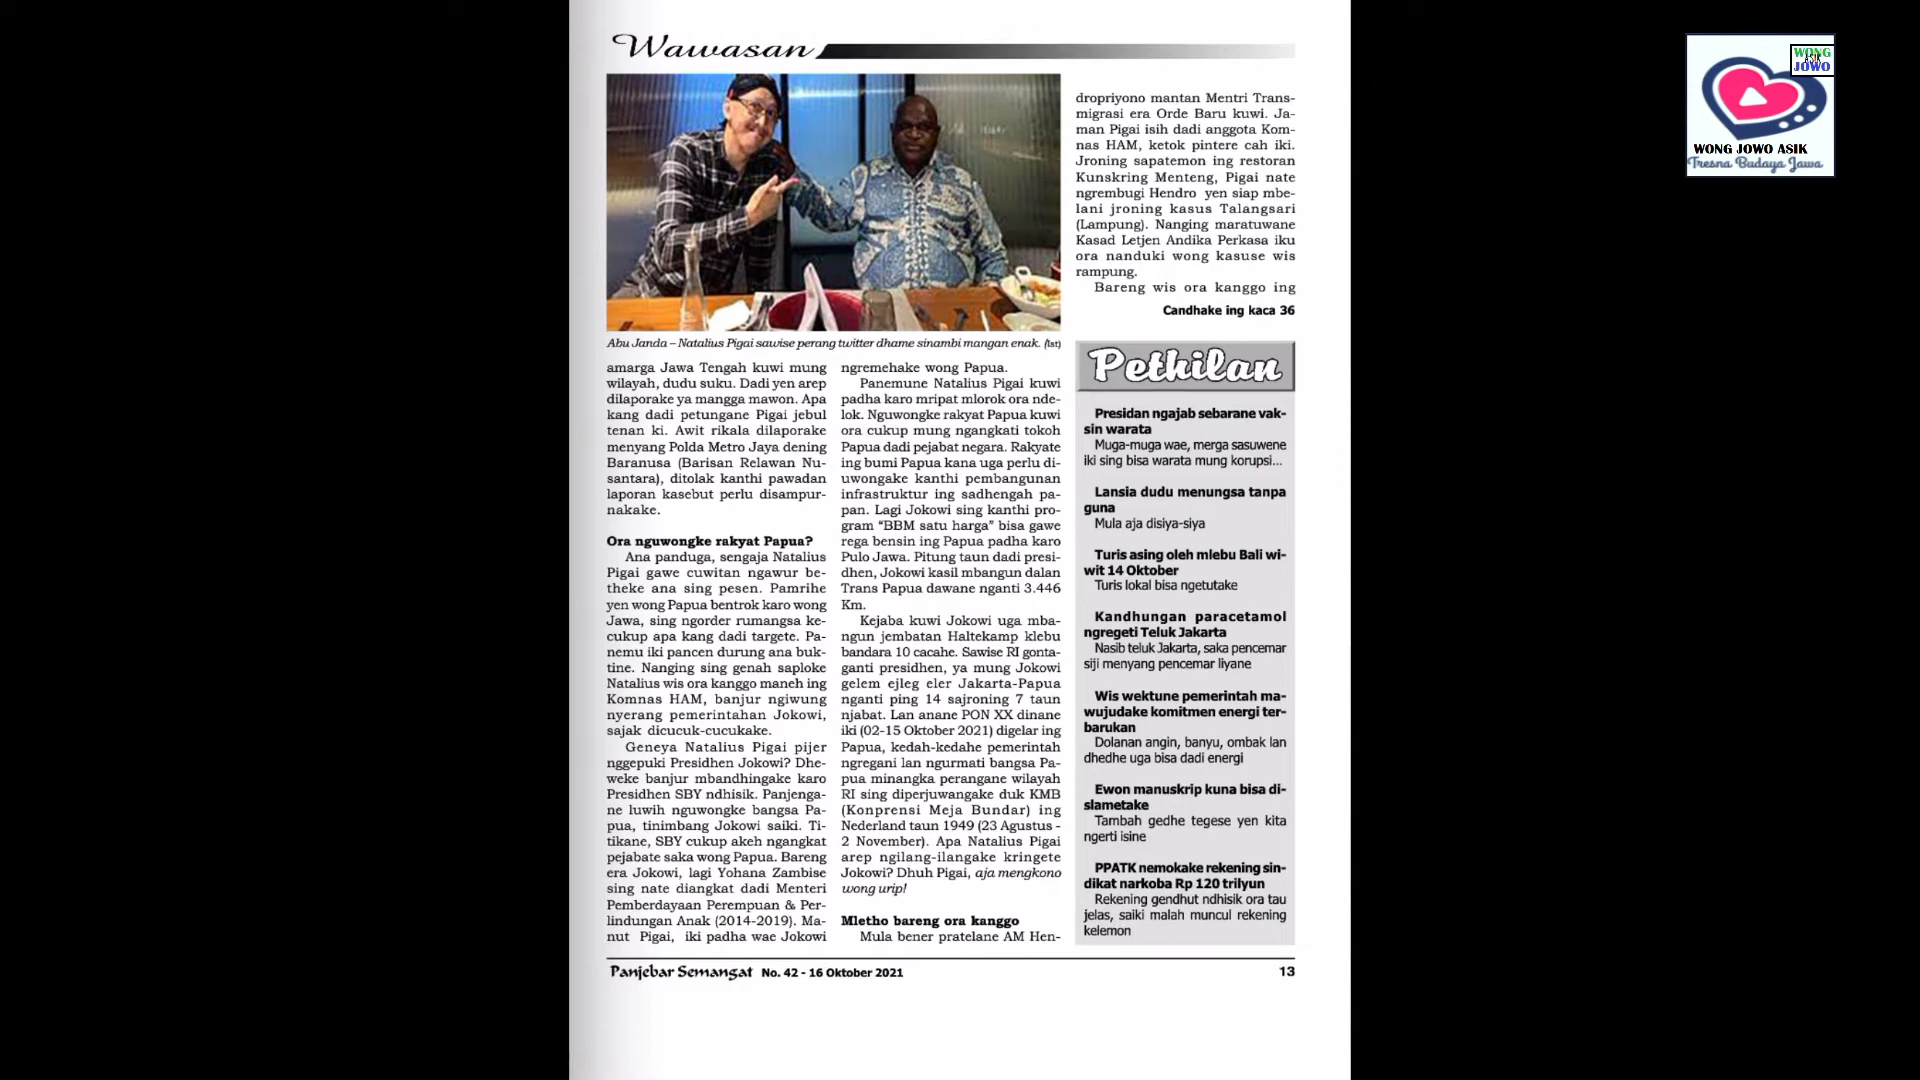 Wawasan
Abu Janda – Natalius Pigai sawise perang twitter dhame sinambi mangan enak. (Ist)
amarga Jawa Tengah kuwi mung
wilayah, dudu suku. Dadi yen arep
dilaporake ya mangga mawon. Apa
kang dadi petungane Pigai jebul
tenan ki. Awit rikala dilaporake
menyang Polda Metro Jaya dening
Baranusa (Barisan Relawan Nu-
santara), ditolak kanthi pawadan
laporan kasebut perlu disampur-
nakake.
Ora nguwongke rakyat Papua?
Ana panduga, sengaja Natalius
Pigai gawe cuwitan ngawur be-
theke ana sing pesen. Pamrihe
yen wong Papua bentrok karo wong
Jawa, sing ngorder rumangsa ke-
cukup apa kang dadi targete. Pa-
nemu iki pancen durung ana buk-
tine. Nanging sing genah saploke
Natalius wis ora kanggo maneh ing
Komnas HAM, banjur ngiwung
nyerang pemerintahan Jokowi,
sajak dicucuk-cucukake.
Geneya Natalius Pigai pijer
nggepuki Presidhen Jokowi? Dhe-
weke banjur mbandhingake karo
Presidhen SBY ndhisik. Panjenga-
ne luwih nguwongke bangsa Pa-
pua, tinimbang Jokowi saiki. Ti-
tikane, SBY cukup akeh ngangkat
pejabate saka wong Papua. Bareng
era Jokowi, lagi Yohana Zambise
sing nate diangkat dadi Menteri
Pemberdayaan Perempuan & Per-
lindungan Anak (2014-2019). Ma-
nut Pigai, iki padha wae Jokowi
ngremehake wong Papua.
Panemune Natalius Pigai kuwi
padha karo mripat mlorok ora nde-
lok. Nguwongke rakyat Papua kuwi
ora cukup mung ngangkati tokoh
Papua dadi pejabat negara. Rakyate
ing bumi Papua kana uga perlu di-
uwongake kanthi pembangunan
infrastruktur ing sadhengah pa-
pan. Lagi Jokowi sing kanthi pro-
gram “BBM satu harga” bisa gawe
rega bensin ing Papua padha karo
Pulo Jawa. Pitung taun dadi presi-
dhen, Jokowi kasil mbangun dalan
Trans Papua dawane nganti 3.446
Km.
Kejaba kuwi Jokowi uga mba-
ngun jembatan Haltekamp klebu
bandara 10 cacahe. Sawise RI gonta-
ganti presidhen, ya mung Jokowi
gelem ejleg eler Jakarta-Papua
nganti ping 14 sajroning 7 taun
njabat. Lan anane PON XX dinane
iki (02-15 Oktober 2021) digelar ing
Papua, kedah-kedahe pemerintah
ngregani lan ngurmati bangsa Pa-
pua minangka perangane wilayah
RI sing diperjuwangake duk KMB
(Konprensi Meja Bundar) ing
Nederland taun 1949 (23 Agustus -
2 November). Apa Natalius Pigai
arep ngilang-ilangake kringete
Jokowi? Dhuh Pigai, aja mengkono
wong urip!
Mletho bareng ora kanggo
Mula bener pratelane AM Hen-
dropriyono mantan Mentri Trans-
migrasi era Orde Baru kuwi. Ja-
man Pigai isih dadi anggota Kom-
nas HAM, ketok pintere cah iki.
Jroning sapatemon ing restoran
Kunskring Menteng, Pigai nate
ngrembugi Hendro yen siap mbe-
lani jroning kasus Talangsari
(Lampung). Nanging maratuwane
Kasad Letjen Andika Perkasa iku
ora nanduki wong kasuse wis
rampung.
Bareng wis ora kanggo ing
Candhake ing kaca 36
Pethilan
Presidan ngajab sebarane vak-
sin warata
Muga-muga wae, merga sasuwene
iki sing bisa warata mung korupsi...
Lansia dudu menungsa tanpa
guna
Mula aja disiya-siya
Turis asing oleh mlebu Bali wi-
wit 14 Oktober
Turis lokal bisa ngetutake
Kandhungan paracetamol
ngregeti Teluk Jakarta
Nasib teluk Jakarta, saka pencemar
siji menyang pencemar liyane
Wis wektune pemerintah ma-
wujudake komitmen energi ter-
barukan
Dolanan angin, banyu, ombak lan
dhedhe uga bisa dadi energi
Ewon manuskrip kuna bisa di-
slametake
Tambah gedhe tegese yen kita
ngerti isine
PPATK nemokake rekening sin-
dikat narkoba Rp 120 trilyun
Rekening gendhut ndhisik ora tau
jelas, saiki malah muncul rekening
kelemon
Panjebar Semangat No. 42 - 16 Oktober 2021
13
WONG
ASIK
JOWO
WONG JOWO ASIK
Tresna Budaya Jawa